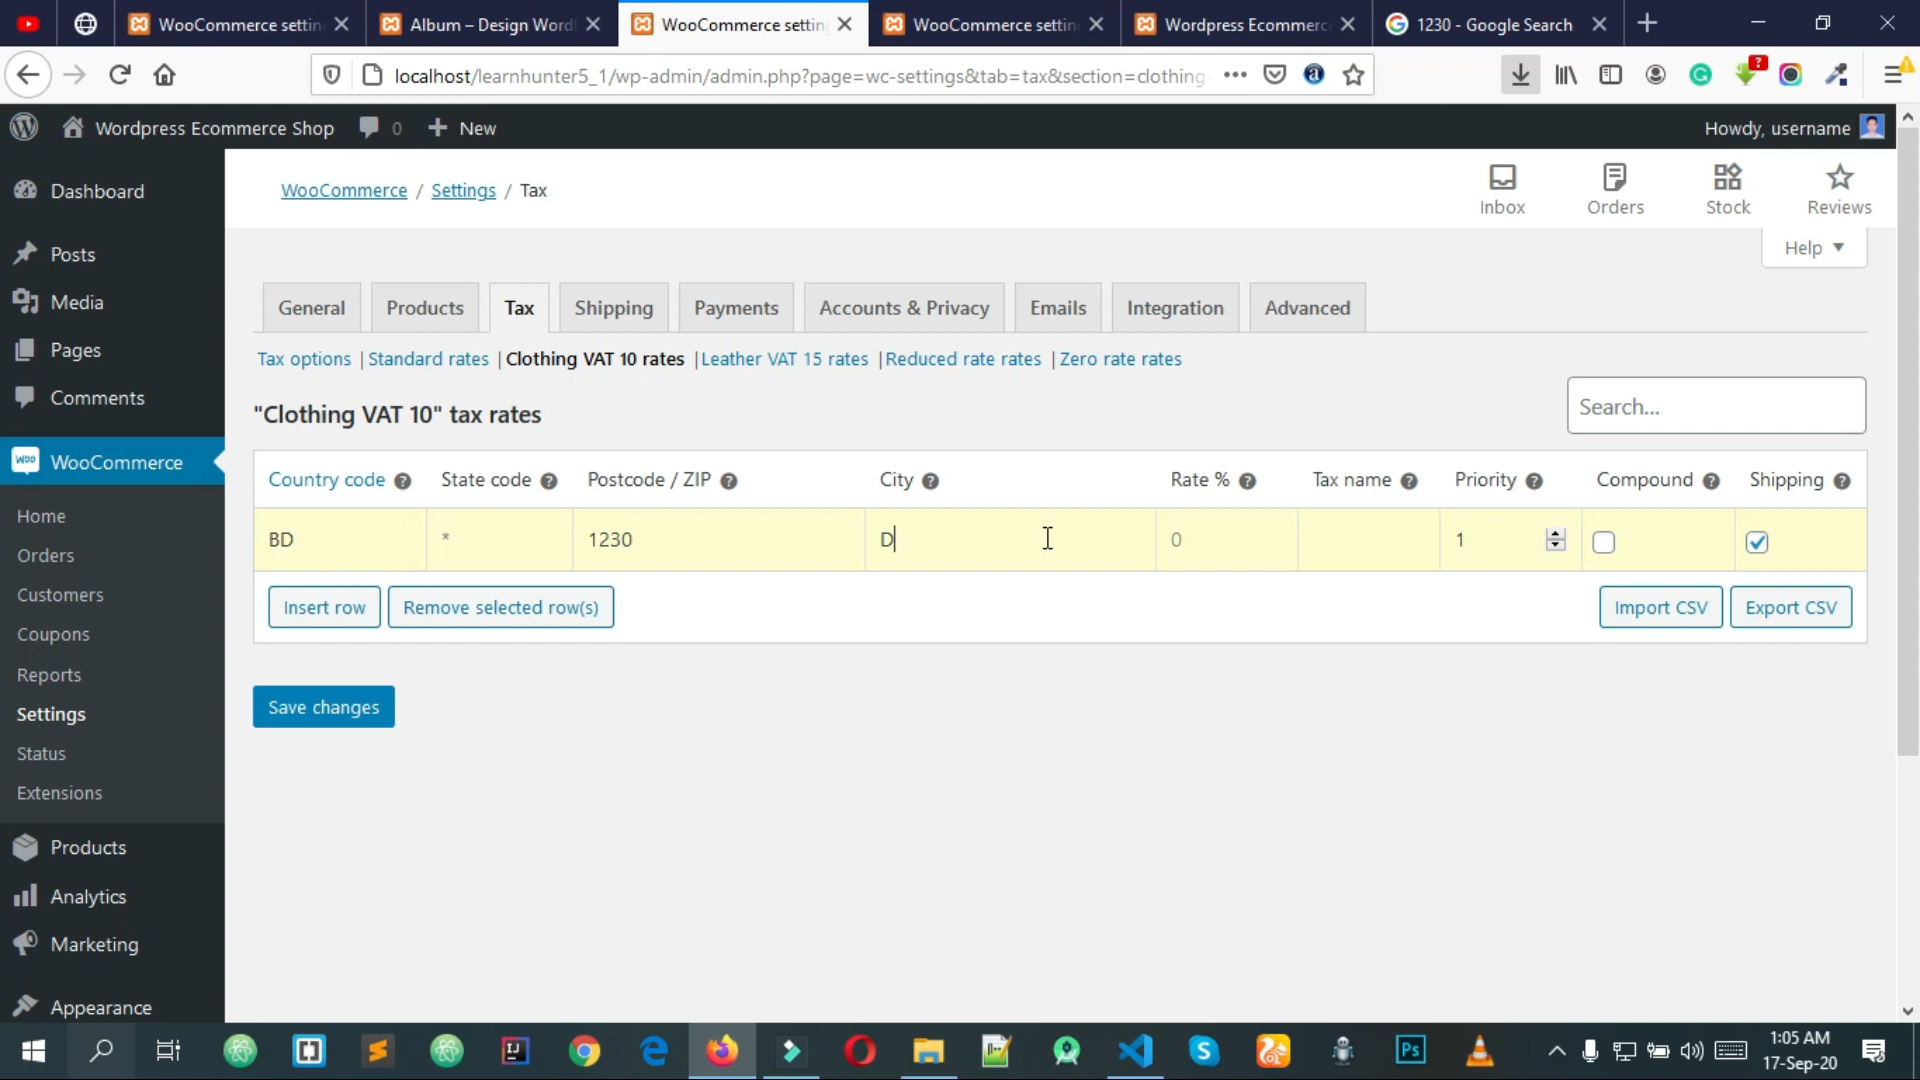 WooCommerce settin
Album – Design Word
WooCommerce settin
WooCommerce settin
Wordpress Ecommerc
1230 - Google Search
localhost/learnhunter5_1/wp-admin/admin.php?page=wc-settings&tab=tax&section=clothing-
Wordpress Ecommerce Shop
0
New
Howdy, username
Dashboard
Posts
Media
Pages
Comments
WooCommerce
Home
Orders
Customers
Coupons
Reports
Settings
Status
Extensions
Products
Analytics
Marketing
Appearance
WooCommerce / Settings / Tax
Inbox
Orders
Stock
Reviews
Help
General
Products
Tax
Shipping
Payments
Accounts & Privacy
Emails
Integration
Advanced
Tax options | Standard rates | Clothing VAT 10 rates | Leather VAT 15 rates | Reduced rate rates | Zero rate rates
"Clothing VAT 10" tax rates
Search...
Country code ? State code ? Postcode / ZIP ? City ? Rate % ? Tax name ? Priority ? Compound ? Shipping ?
BD * 1230 D 0 1
Insert row
Remove selected row(s)
Import CSV
Export CSV
Save changes
1:05 AM
17-Sep-20